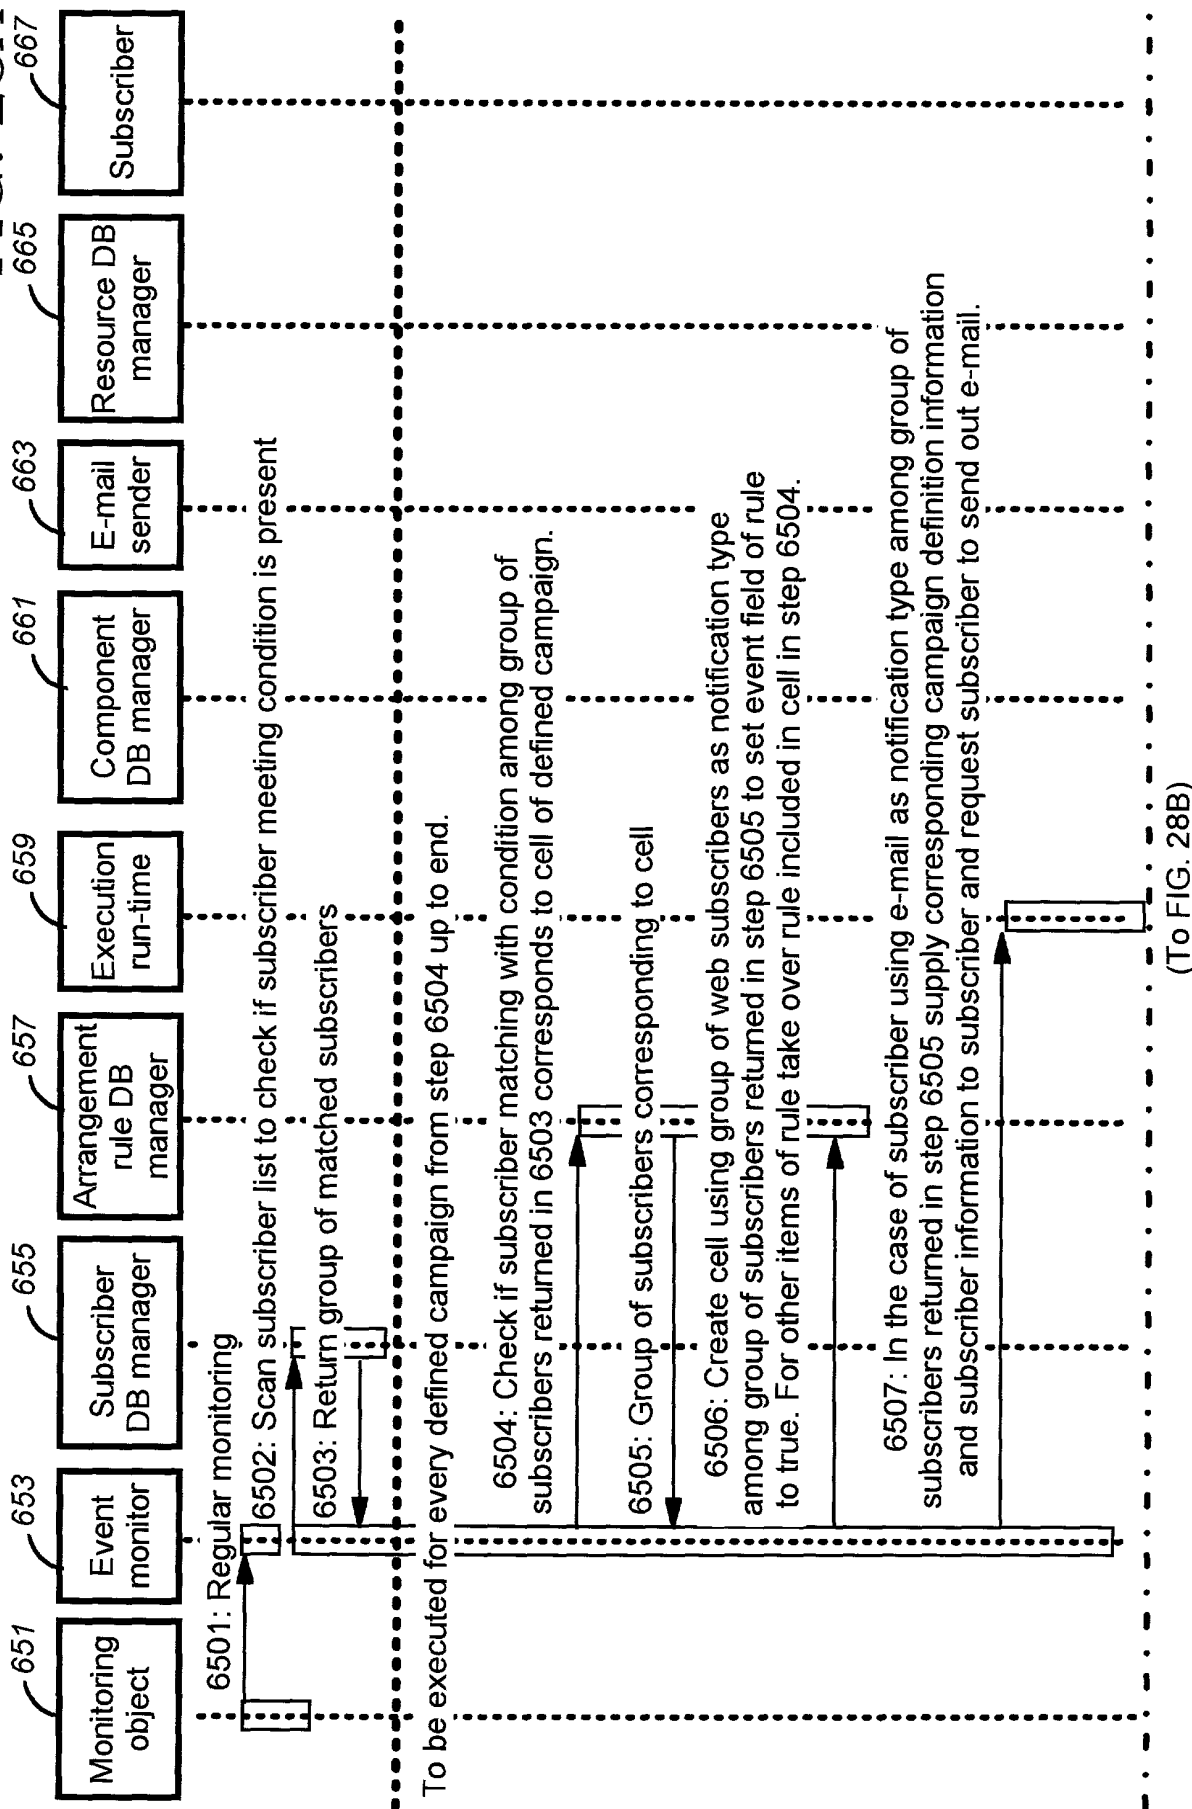 651
653
655
657
659
661
663
665
667
Monitoring
object
Event
monitor
Subscriber
DB manager
Arrangement
rule DB
manager
Execution
run-time
Component
DB manager
E-mail
sender
Resource DB
manager
Subscriber
6501: Regular monitoring
6502: Scan subscriber list to check if subscriber meeting condition is present
6503: Return group of matched subscribers
To be executed for every defined campaign from step 6504 up to end.
6504: Check if subscriber matching with condition among group of
subscribers returned in 6503 corresponds to cell of defined campaign.
6505: Group of subscribers corresponding to cell
6506: Create cell using group of web subscribers as notification type
among group of subscribers returned in step 6505 to set event field of rule
to true. For other items of rule take over rule included in cell in step 6504.
6507: In the case of subscriber using e-mail as notification type among group of
subscribers returned in step 6505 supply corresponding campaign definition information
and subscriber information to subscriber and request subscriber to send out e-mail.
(To FIG. 28B)